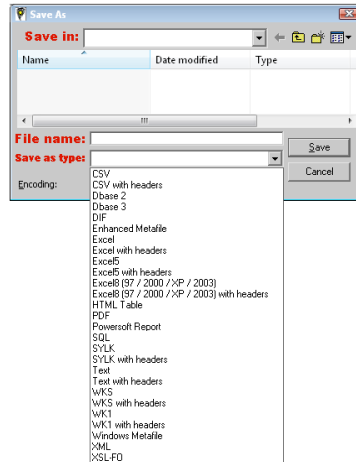 Save As
Save in:
Name Date modified Type
File name:
Save
Save as type:
Cancel
Encoding:
CSV
CSV with headers
Dbase 2
Dbase 3
DIF
Enhanced Metafile
Excel
Excel with headers
Excel5
Excel5 with headers
Excel8 (97 / 2000 / XP / 2003)
Excel8 (97 / 2000 / XP / 2003) with headers
HTML Table
PDF
Powersoft Report
SQL
SYLK
SYLK with headers
Text
Text with headers
WKS
WKS with headers
WK1
WK1 with headers
Windows Metafile
XML
XSL-FO